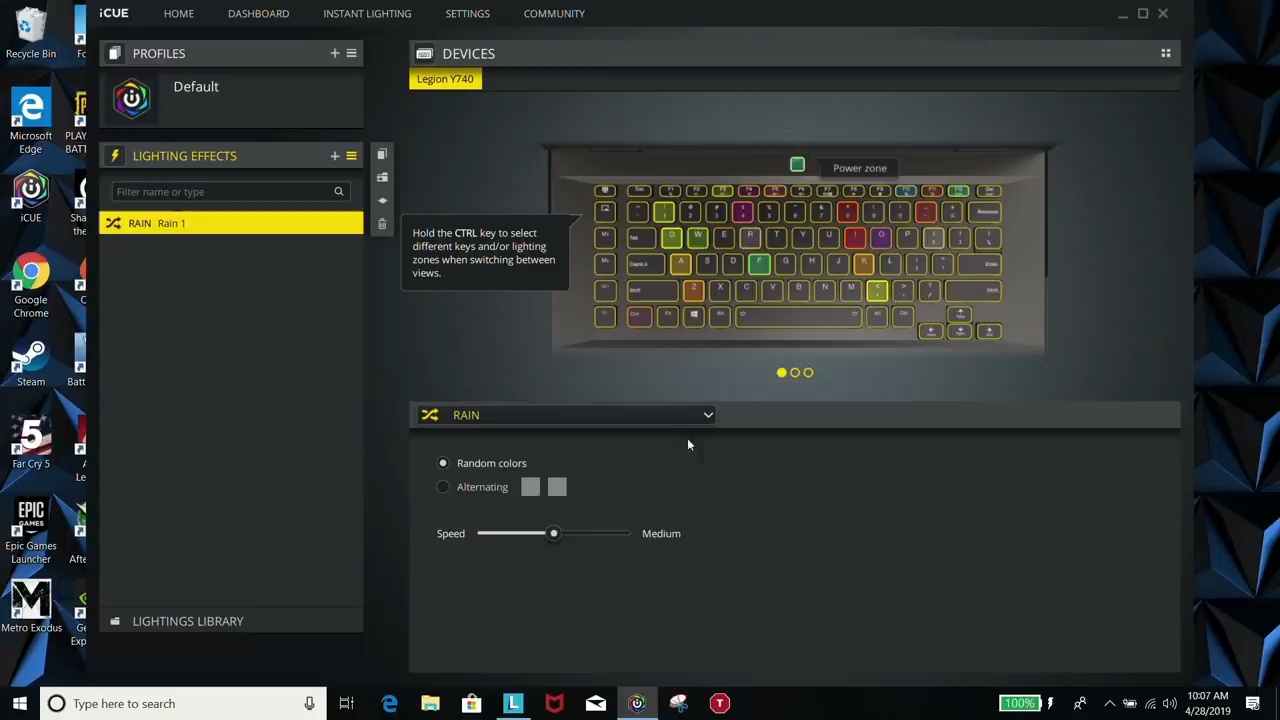 iCUE HOME DASHBOARD INSTANT LIGHTING SETTINGS COMMUNITY
Recycle Bin
PROFILES
DEVICES
Legion Y740
Default
Microsoft
Edge
LIGHTING EFFECTS
Filter name or type
RAIN Rain 1
iCUE
Power zone
Hold the CTRL key to select
different keys and/or lighting
zones when switching between
views.
Q W E R T Y U I O P
A S D F G H J K L
Z X C V B N M
Google
Chrome
Steam
Far Cry 5
Epic Games
Launcher
Metro Exodus
RAIN
Random colors
Alternating
Speed Medium
LIGHTINGS LIBRARY
Type here to search
100%
10:07 AM
4/28/2019